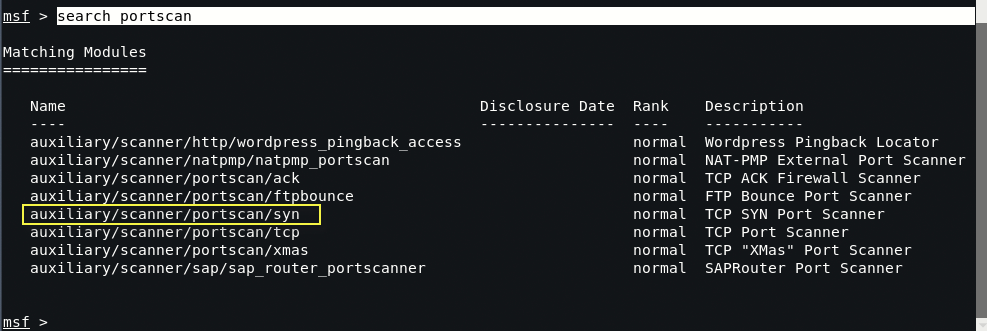 msf > search portscan
Matching Modules
================
Name Disclosure Date Rank Description
---- --------------- ---- -----------
auxiliary/scanner/http/wordpress_pingback_access normal Wordpress Pingback Locator
auxiliary/scanner/natpmp/natpmp_portscan normal NAT-PMP External Port Scanner
auxiliary/scanner/portscan/ack normal TCP ACK Firewall Scanner
auxiliary/scanner/portscan/ftpbounce normal FTP Bounce Port Scanner
auxiliary/scanner/portscan/syn normal TCP SYN Port Scanner
auxiliary/scanner/portscan/tcp normal TCP Port Scanner
auxiliary/scanner/portscan/xmas normal TCP "XMas" Port Scanner
auxiliary/scanner/sap/sap_router_portscanner normal SAPRouter Port Scanner
msf >